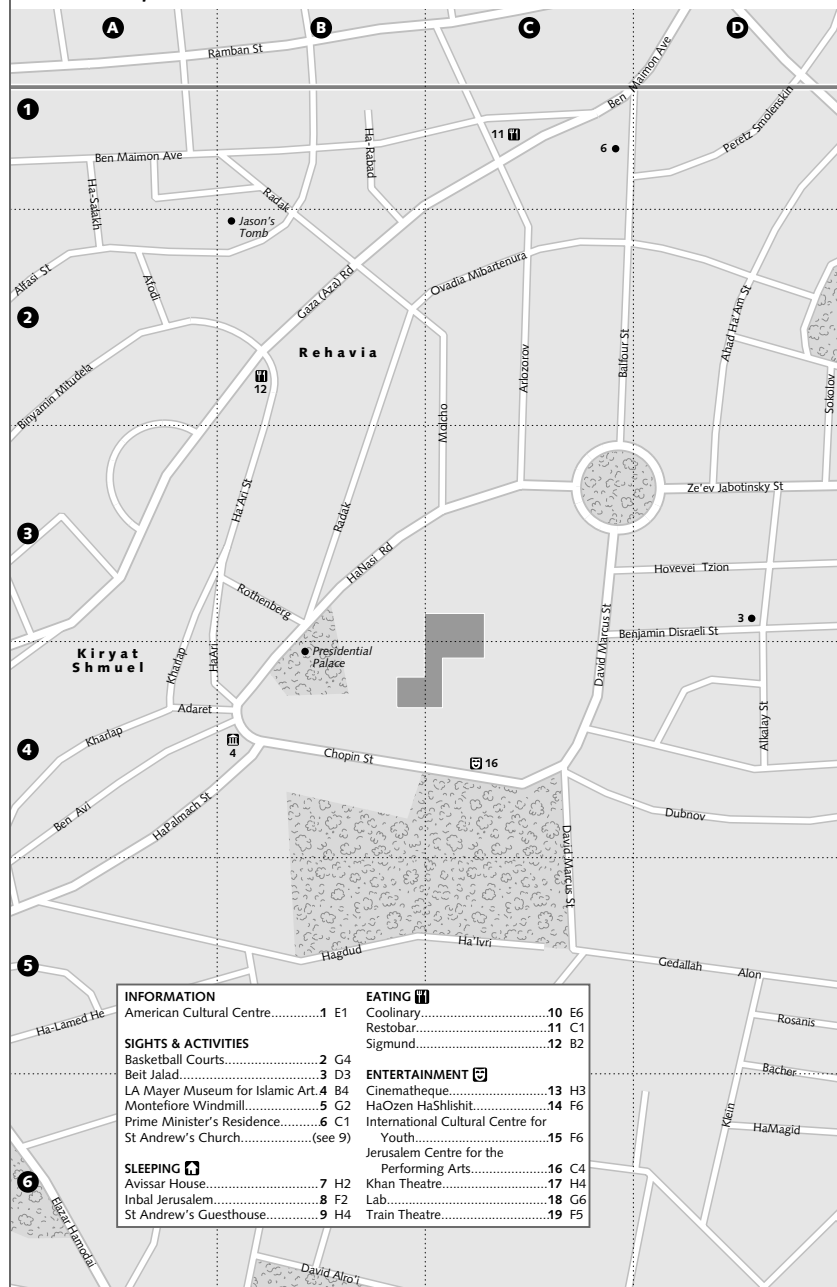 A
B
C
D
Ramban St
1
Ben Maimon Ave
11
6
Peretz Smolenskin
Ha-Rabad
Ben Maimon Ave
Ha-Salakh
Radak
Jason's
Tomb
Alfasi St
Afodi
Gaza (Aza) Rd
Ovadia Mibartenura
2
Rehavia
Ahad Ha'Am St
Arlozorov
Balfour St
Sokolov
Binyamin Mitudela
12
Molcho
Ha'Ari St
Radak
Ze'ev Jabotinsky St
3
HaNasi Rd
Hovevei Tzion
Rothenberg
3
Benjamin Disraeli St
David Marcus St
Kiryat
Shmuel
Kharlap
HaAri
Presidential
Palace
Adaret
Alkalay St
Kharlap
4
4
Chopin St
16
Ben Avi
HaPalmach St
Dubnov
David Marcus St
Hagdud
Ha'Ivri
5
Gedallah Alon
Ha-Lamed He
Rosanis
Bacher
Klein
HaMagid
6
Elazar Hamodai
David Alro'i
INFORMATION
American Cultural Centre.............1 E1
SIGHTS & ACTIVITIES
Basketball Courts.......................2 G4
Beit Jalad.................................3 D3
LA Mayer Museum for Islamic Art.4 B4
Montefiore Windmill...................5 G2
Prime Minister's Residence..........6 C1
St Andrew's Church...............(see 9)
SLEEPING
Avissar House............................7 H2
Inbal Jerusalem..........................8 F2
St Andrew's Guesthouse..............9 H4
EATING
Coolinary................................10 E6
Restobar.................................11 C1
Sigmund.................................12 B2
ENTERTAINMENT
Cinematheque..........................13 H3
HaOzen HaShlishit....................14 F6
International Cultural Centre for
Youth...................................15 F6
Jerusalem Centre for the
Performing Arts.....................16 C4
Khan Theatre...........................17 H4
Lab.........................................18 G6
Train Theatre...........................19 F5